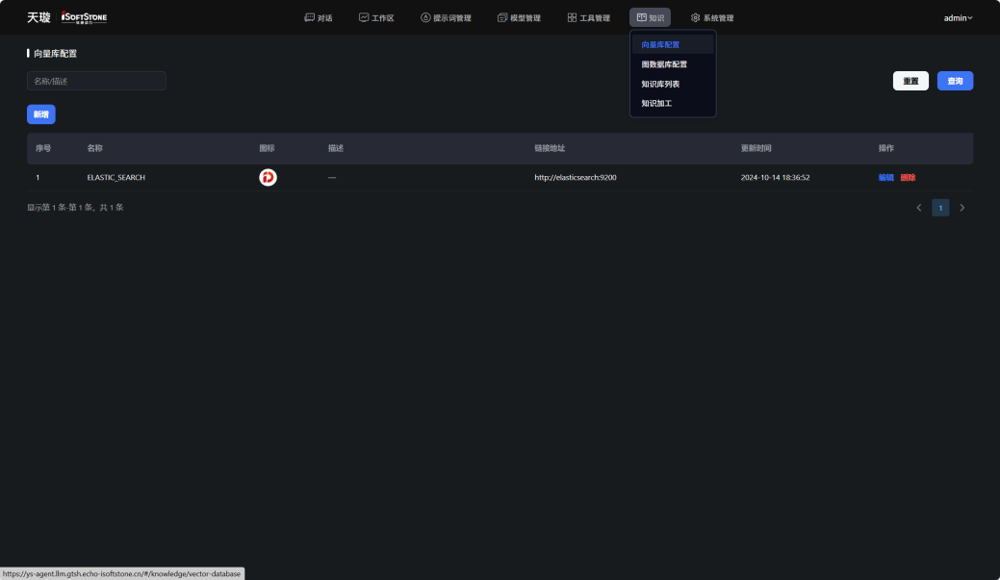 天璇 iSoftStone
对话 工作区 提示词管理 模型管理 工具管理 知识 系统管理 admin
向量库配置
图数据库配置
知识库列表
知识加工
向量库配置
名称/描述 重置 查询
新增
序号 名称 图标 描述 链接地址 更新时间 操作
1 ELASTIC_SEARCH — http://elasticsearch:9200 2024-10-14 18:36:52 编辑 删除
显示第 1 条-第 1 条，共 1 条 1
https://ys-agent.llm.gtsh.echo-isoftstone.cn/#/knowledge/vector-database